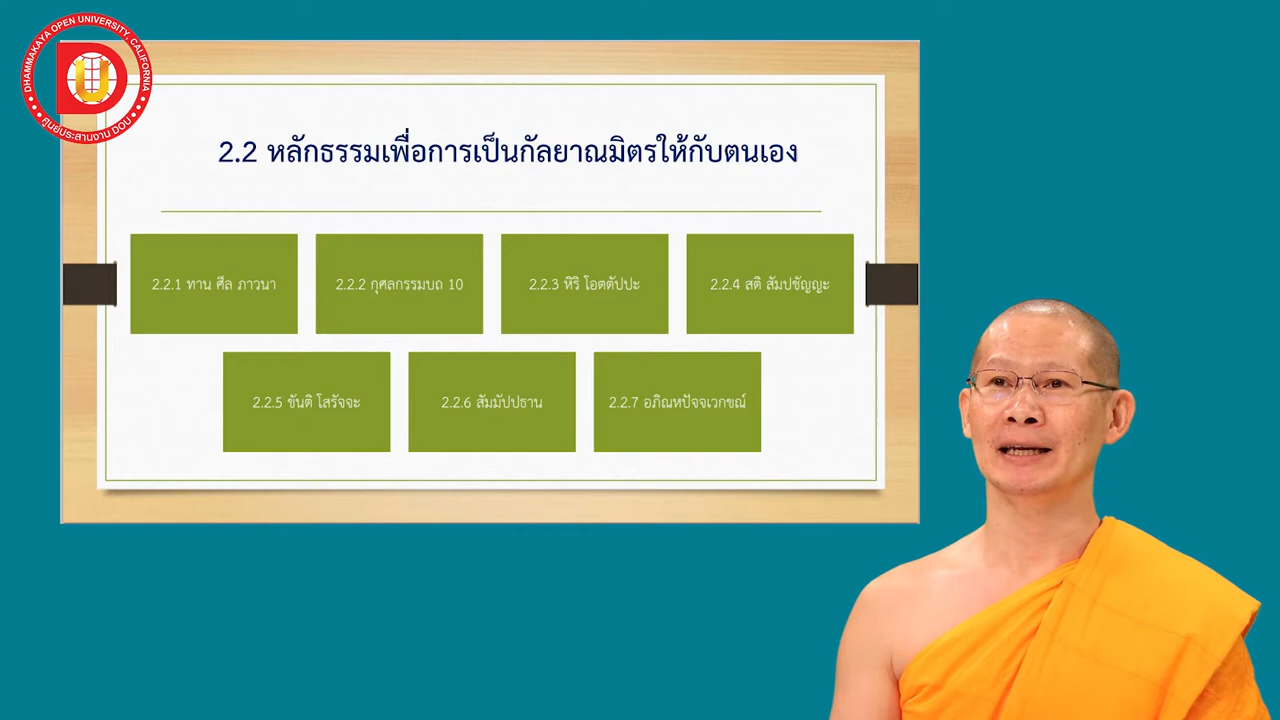 DHAMMAKAYA OPEN UNIVERSITY, CALIFORNIA
DU
ศูนย์ประสานงาน DOU
2.2 หลักธรรมเพื่อการเป็นกัลยาณมิตรให้กับตนเอง
2.2.1 ทาน ศีล ภาวนา
2.2.2 กุศลกรรมบถ 10
2.2.3 หิริ โอตตัปปะ
2.2.4 สติ สัมปชัญญะ
2.2.5 ขันติ โสรัจจะ
2.2.6 สัมมัปปธาน
2.2.7 อภิณหปัจจเวกขณ์